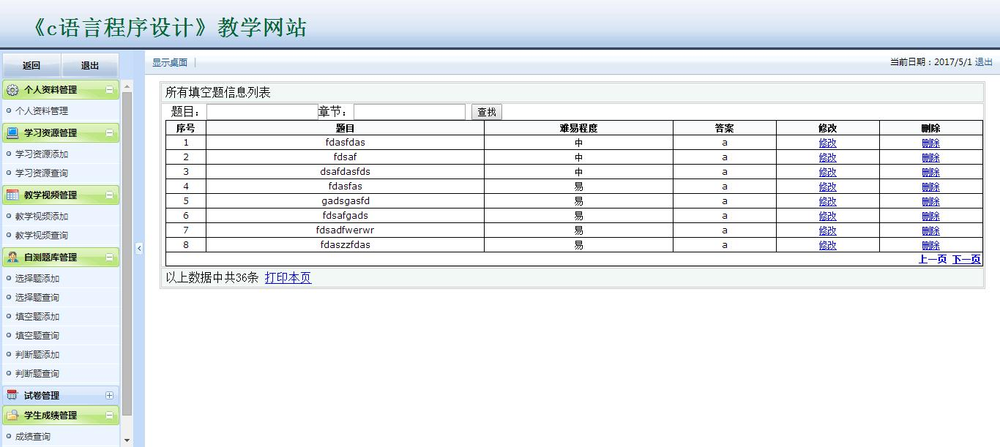 《c语言程序设计》教学网站
返回 退出
显示桌面 当前日期：2017/5/1 退出
个人资料管理
个人资料管理
学习资源管理
学习资源添加
学习资源查询
教学视频管理
教学视频添加
教学视频查询
自测题库管理
选择题添加
选择题查询
填空题添加
填空题查询
判断题添加
判断题查询
试卷管理
学生成绩管理
成绩查询
所有填空题信息列表
题目： 章节： 查找
序号 题目 难易程度 答案 修改 删除
1 fdasfdas 中 a 修改 删除
2 fdsaf 中 a 修改 删除
3 dsafdasfds 中 a 修改 删除
4 fdasfas 易 a 修改 删除
5 gadsgasfd 易 a 修改 删除
6 fdsafgads 易 a 修改 删除
7 fdsadfwerwr 易 a 修改 删除
8 fdaszzfdas 易 a 修改 删除
上一页 下一页
以上数据中共36条 打印本页